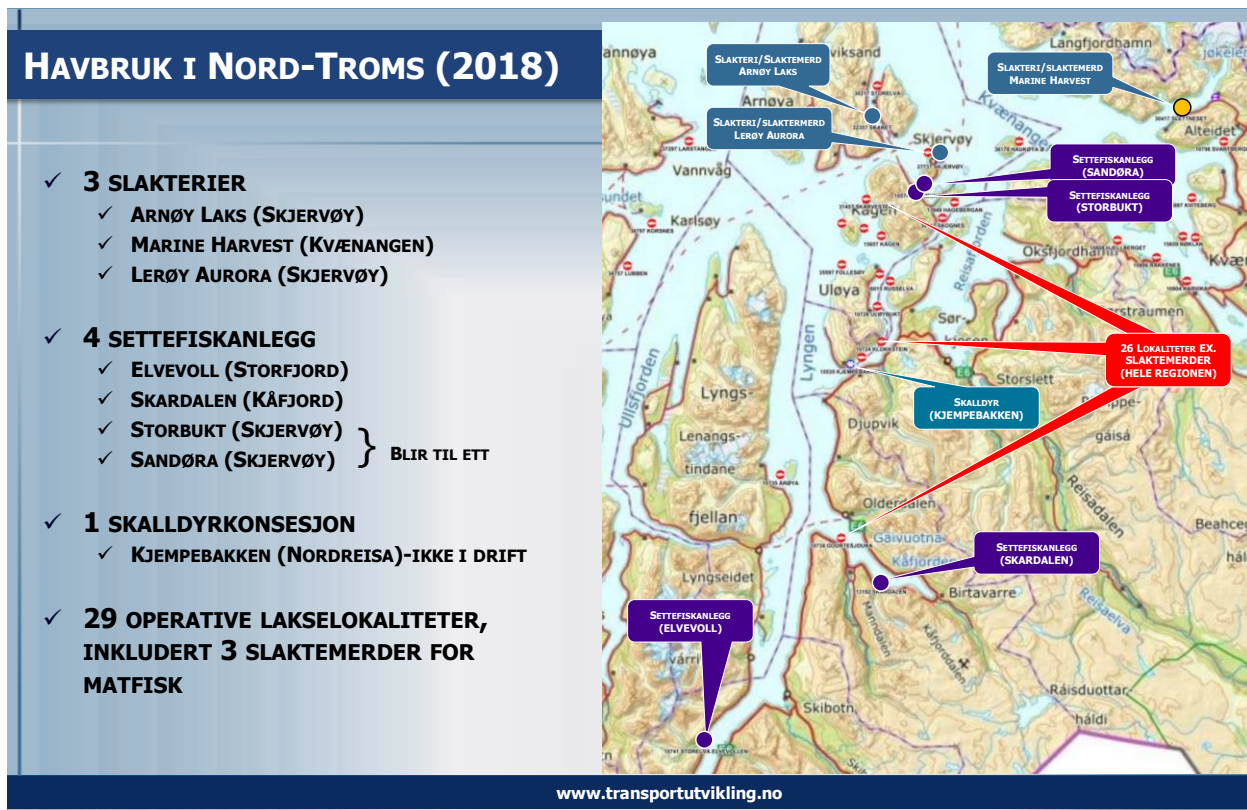 HAVBRUK I NORD-TROMS (2018)
✓ 3 SLAKTERIER
✓ ARNØY LAKS (SKJERVØY)
✓ MARINE HARVEST (KVÆNANGEN)
✓ LERØY AURORA (SKJERVØY)
✓ 4 SETTEFISKANLEGG
✓ ELVEVOLL (STORFJORD)
✓ SKARDALEN (KÅFJORD)
✓ STORBUKT (SKJERVØY)
✓ SANDØRA (SKJERVØY)
} BLIR TIL ETT
✓ 1 SKALLDYRKONSESJON
✓ KJEMPEBAKKEN (NORDREISA)-IKKE I DRIFT
✓ 29 OPERATIVE LAKSELOKALITETER,
INKLUDERT 3 SLAKTEMERDER FOR
MATFISK
SLAKTERI/SLAKTEMERD
ARNØY LAKS
SLAKTERI/SLAKTERMERD
LERØY AURORA
SLAKTERI/SLAKTEMERD
MARINE HARVEST
SETTEFISKANLEGG
(SANDØRA)
SETTEFISKANLEGG
(STORBUKT)
26 LOKALITETER EX.
SLAKTEMERDER
(HELE REGIONEN)
SKALLDYR
(KJEMPEBAKKEN)
SETTEFISKANLEGG
(SKARDALEN)
SETTEFISKANLEGG
(ELVEVOLL)
Langfjordhamn
Arnøya
Skjervøy
Kvænangen
Alteidet
Vannvåg
Karlsøy
Kågen
Oksfjordhamn
Reisafjorden
Uløya
Lyngen
Ullsfjorden
Storslett
Djupvik
Lyngs-
Lenangs-
tindane
fjellan
Olderdalen
Gáivuotna-
Kåfjorden
Reisadalen
Lyngseidet
Birtavarre
Manndalen
Kåfjorddalen
Reisaelva
Skibotn
Ráisduottar-
háldi
www.transportutvikling.no